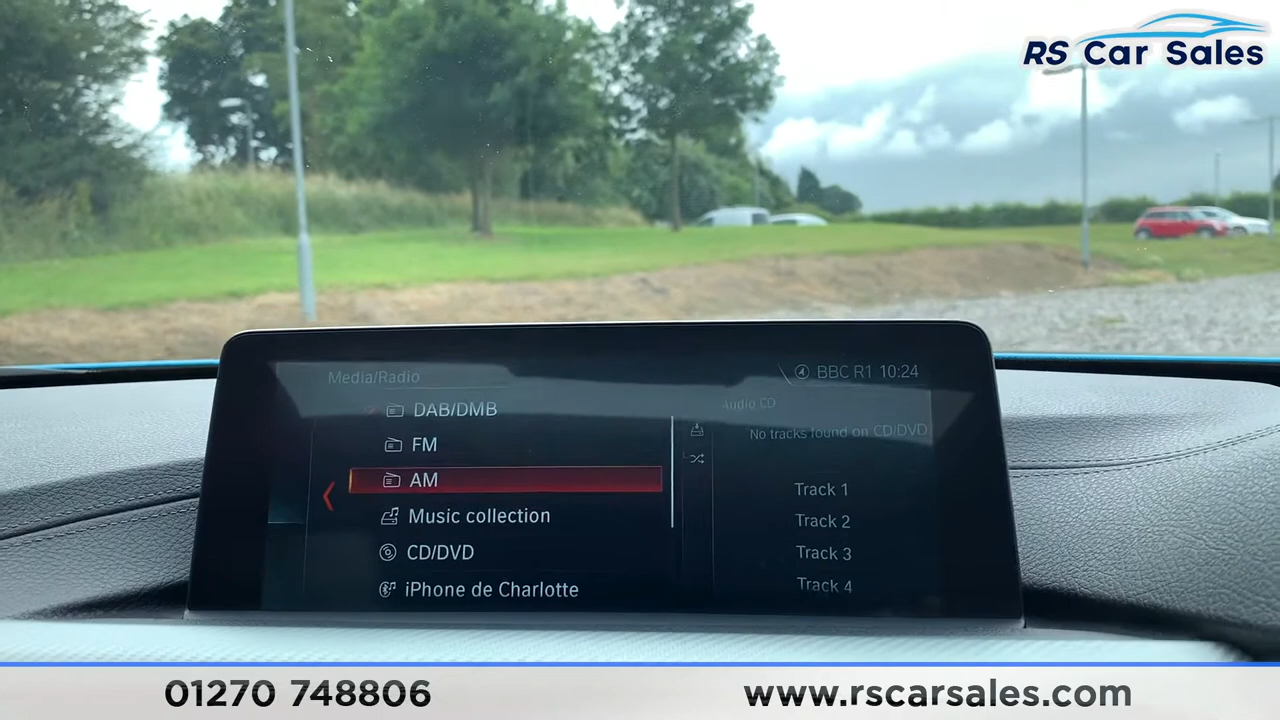 RS Car Sales
Media/Radio
BBC R1 10:24
DAB/DMB
FM
AM
Music collection
CD/DVD
iPhone de Charlotte
Audio CD
No tracks found on CD/DVD
Track 1
Track 2
Track 3
Track 4
01270 748806
www.rscarsales.com